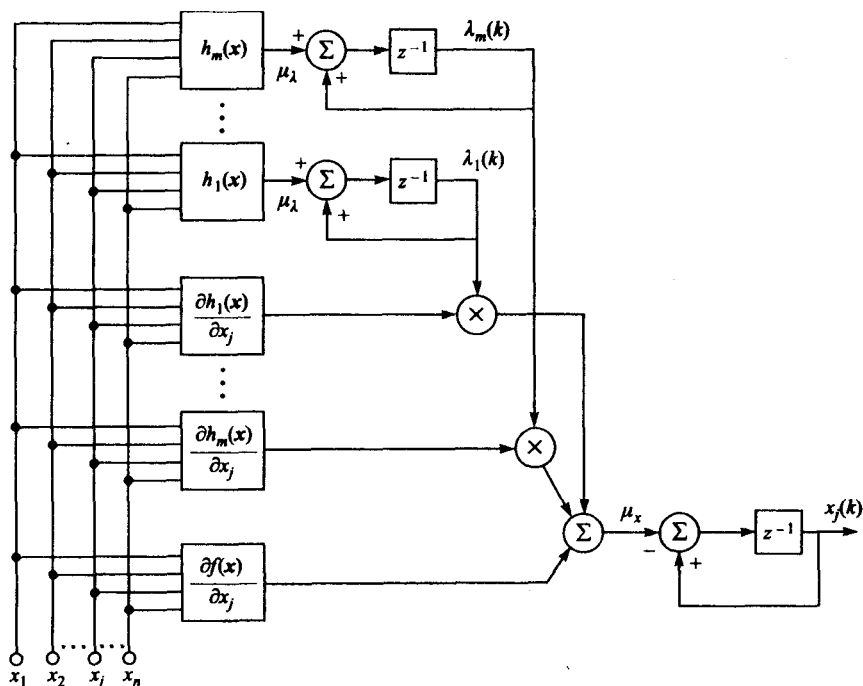 h_m(x) + μ_λ Σ + z⁻¹ λ_m(k)
h_1(x) + μ_λ Σ + z⁻¹ λ_1(k)
∂h_1(x)
∂x_j
×
∂h_m(x)
∂x_j
×
∂f(x)
∂x_j
Σ μ_x − Σ + z⁻¹ x_j(k)
x_1 x_2 x_j x_n